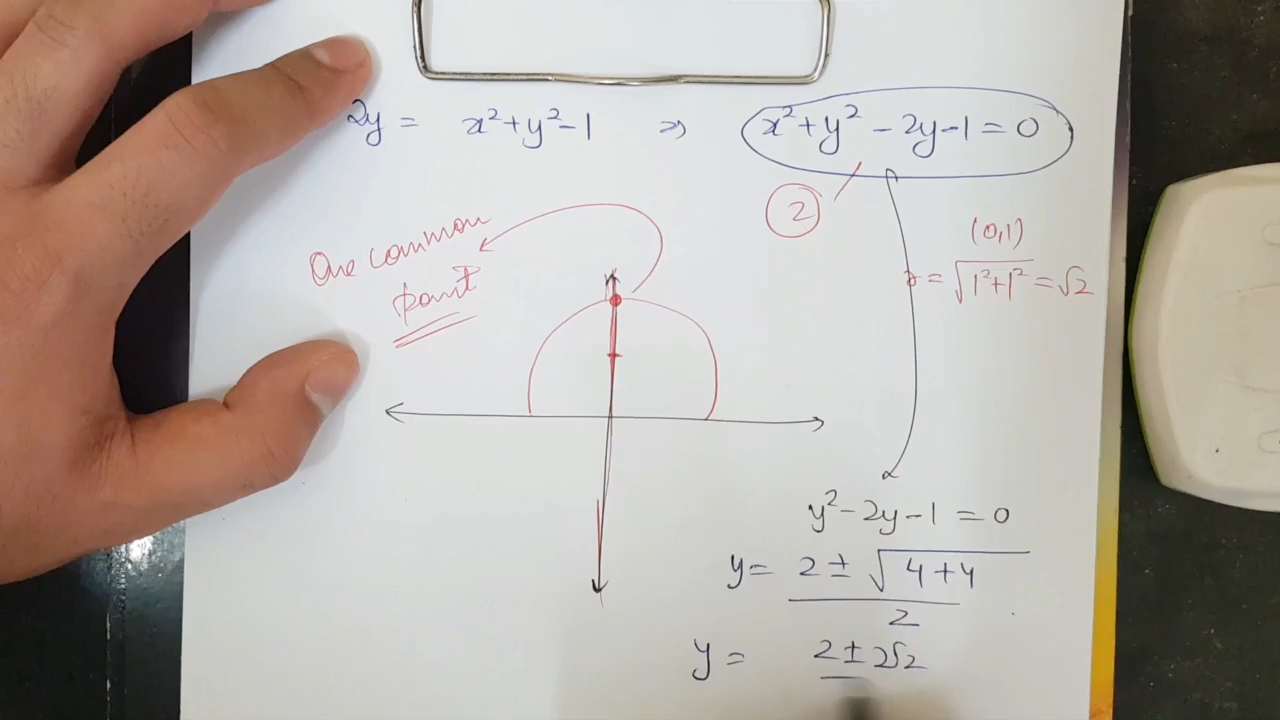 2y = x²+y²-1 ⇒ x²+y²-2y-1=0
2
(0,1)
r = √1²+1² = √2
One common
point
y²-2y-1 = 0
y = 2 ± √4+4 / 2
y = 2 ± 2√2